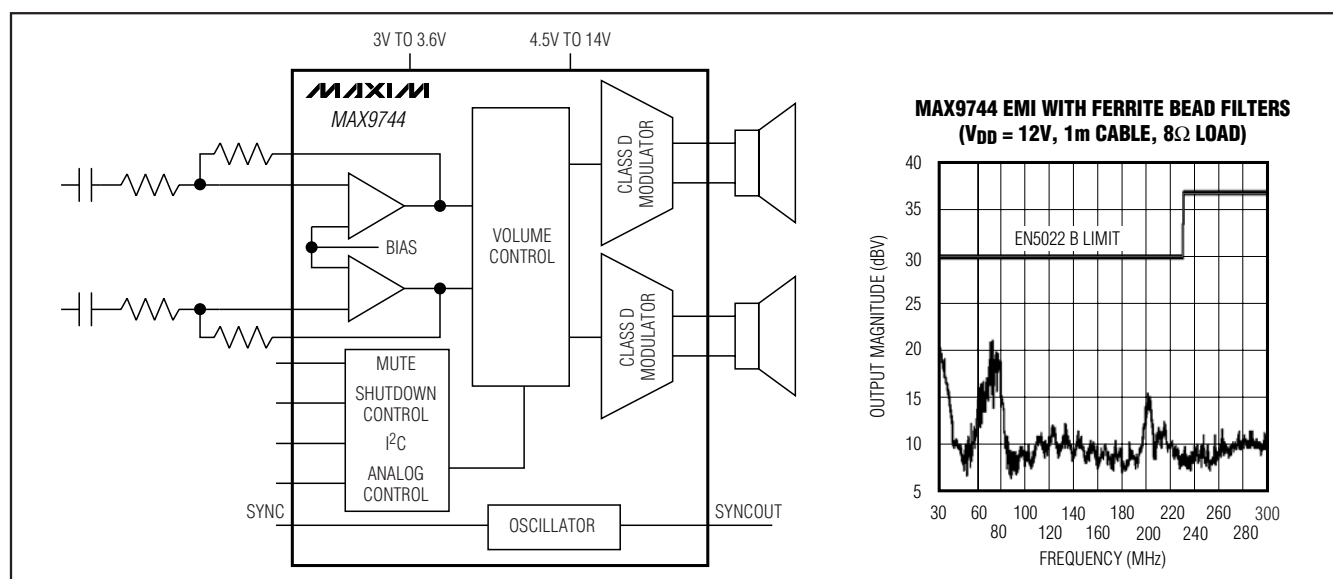 3V TO 3.6V
4.5V TO 14V
MAXIM
MAX9744
BIAS
VOLUME
CONTROL
CLASS D
MODULATOR
CLASS D
MODULATOR
MUTE
SHUTDOWN
CONTROL
I²C
ANALOG
CONTROL
SYNC
OSCILLATOR
SYNCOUT
MAX9744 EMI WITH FERRITE BEAD FILTERS
(VDD = 12V, 1m CABLE, 8Ω LOAD)
OUTPUT MAGNITUDE (dBV)
40
35
30
25
20
15
10
5
EN5022 B LIMIT
30 60 100 140 180 220 260 300
80 120 160 200 240 280
FREQUENCY (MHz)